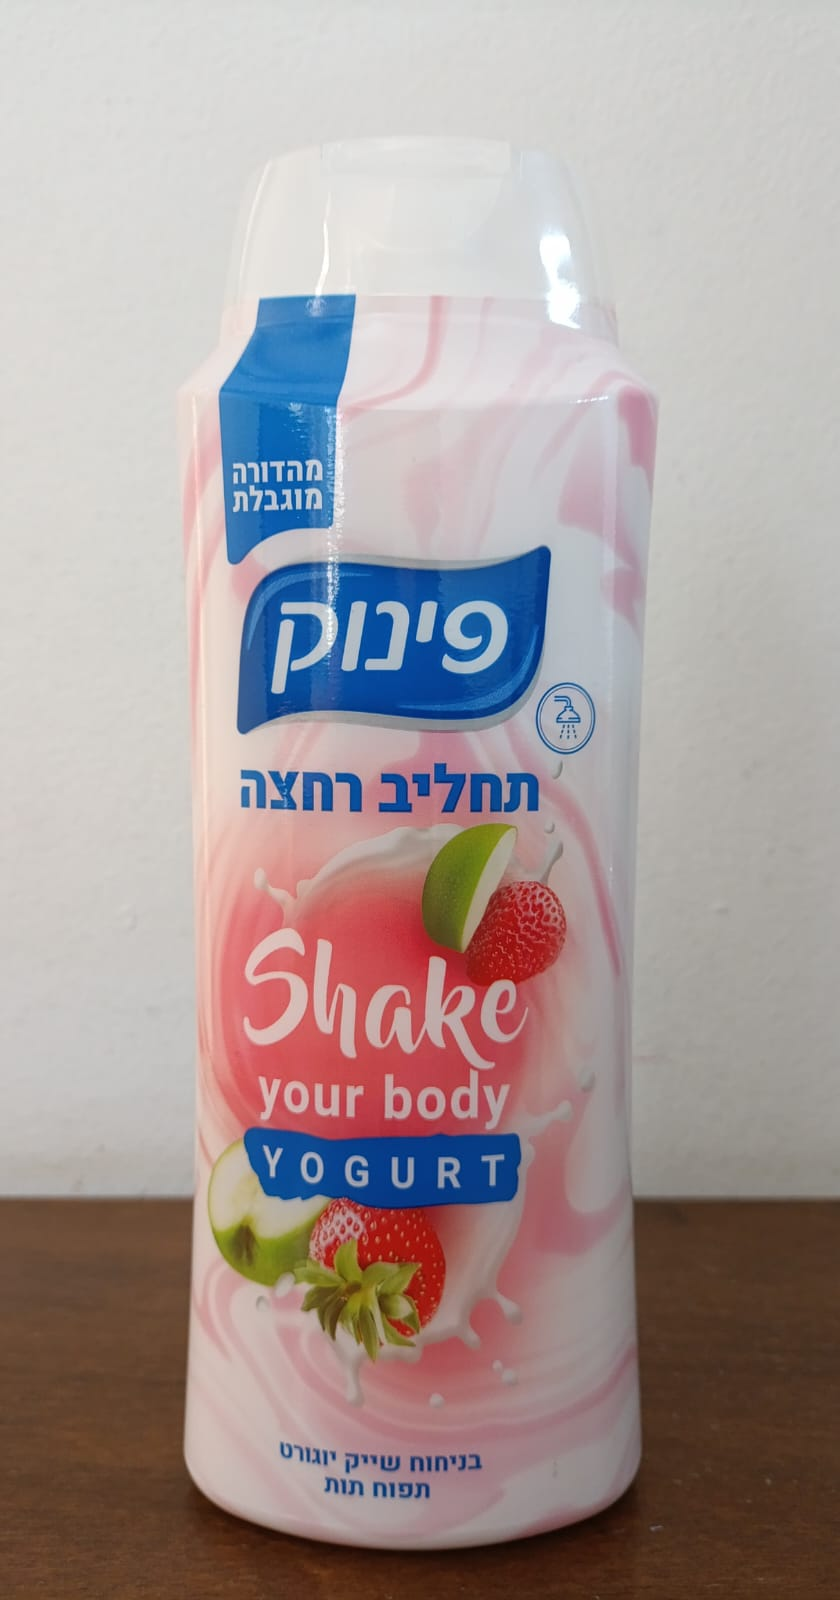 מהדורה
מוגבלת
פינוק
תחליב רחצה
Shake
your body
YOGURT
בניחוח שייק יוגורט
תפוח תות